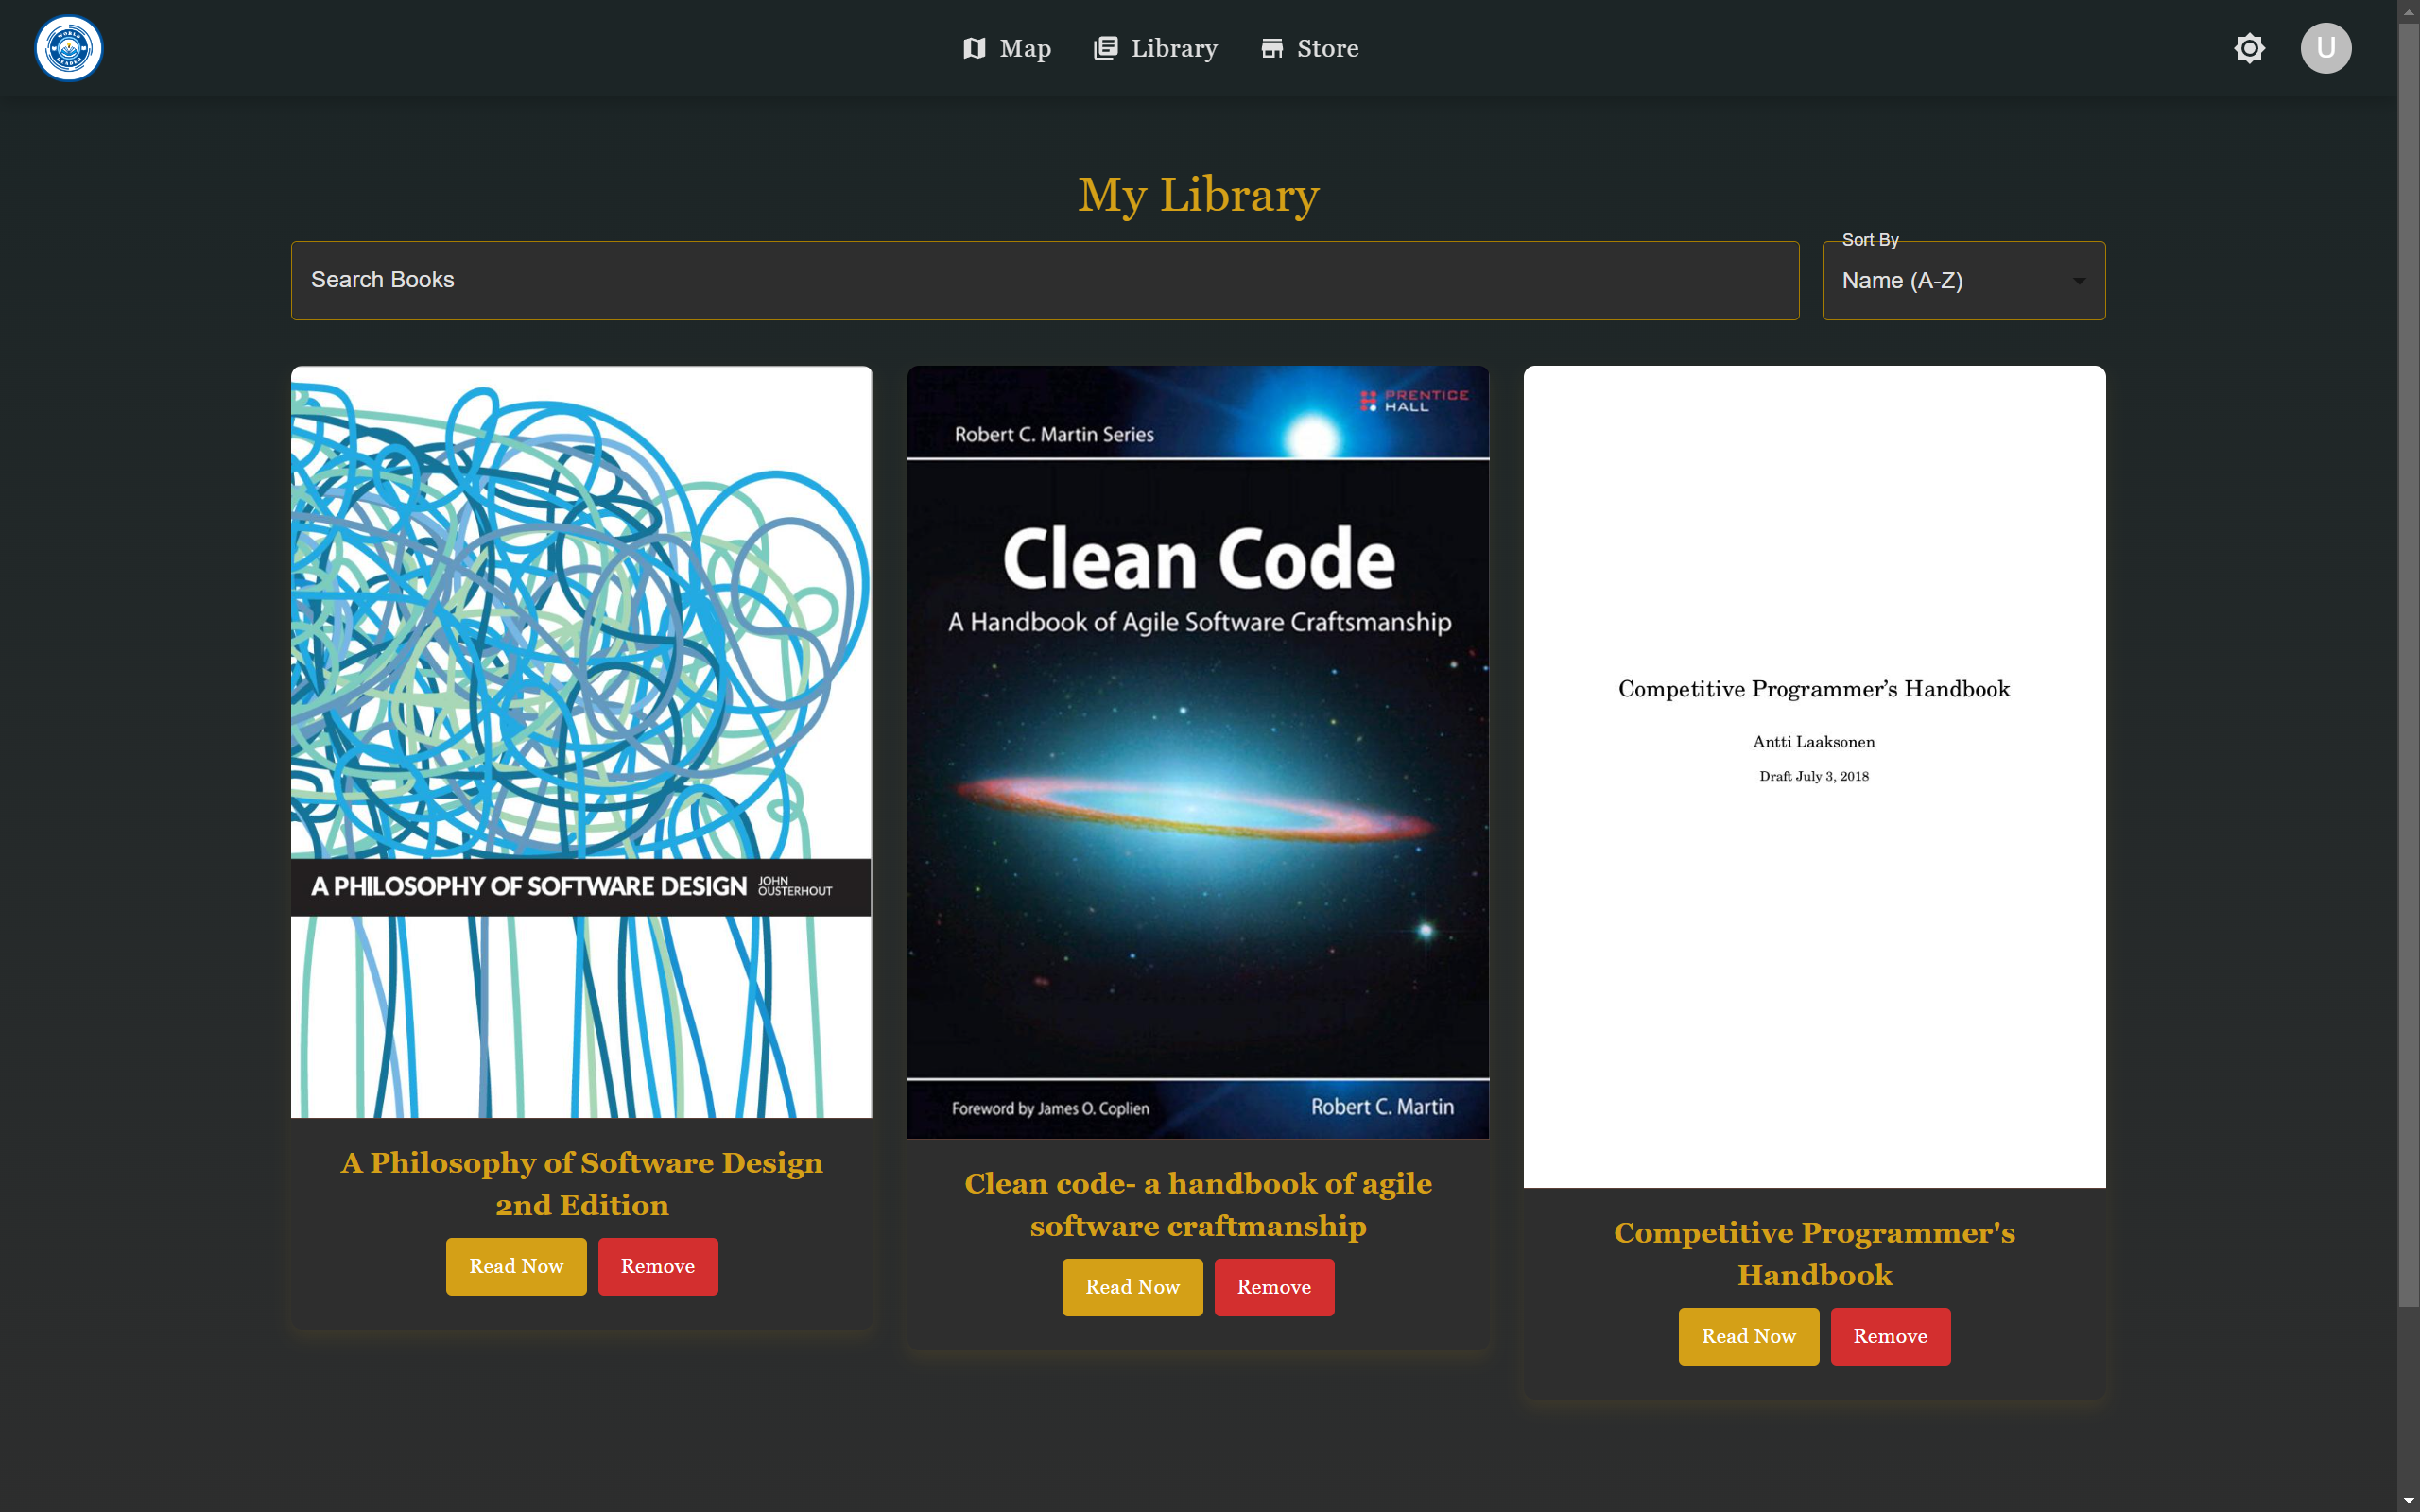 WORLD
READER
Map
Library
Store
U
My Library
Search Books
Sort By
Name (A-Z)
A PHILOSOPHY OF SOFTWARE DESIGN JOHN OUSTERHOUT
A Philosophy of Software Design
2nd Edition
Read Now
Remove
PRENTICE
HALL
Robert C. Martin Series
Clean Code
A Handbook of Agile Software Craftsmanship
Foreword by James O. Coplien
Robert C. Martin
Clean code- a handbook of agile
software craftmanship
Read Now
Remove
Competitive Programmer’s Handbook
Antti Laaksonen
Draft July 3, 2018
Competitive Programmer's
Handbook
Read Now
Remove